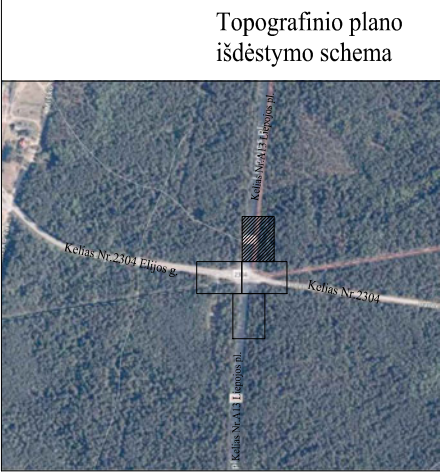 Topografinio plano
išdėstymo schema
Kelias Nr.A13 Liepojos pl.
Kelias Nr.2304 Elijos g.
Kelias Nr.2304
Kelias Nr.A13 Liepojos pl.